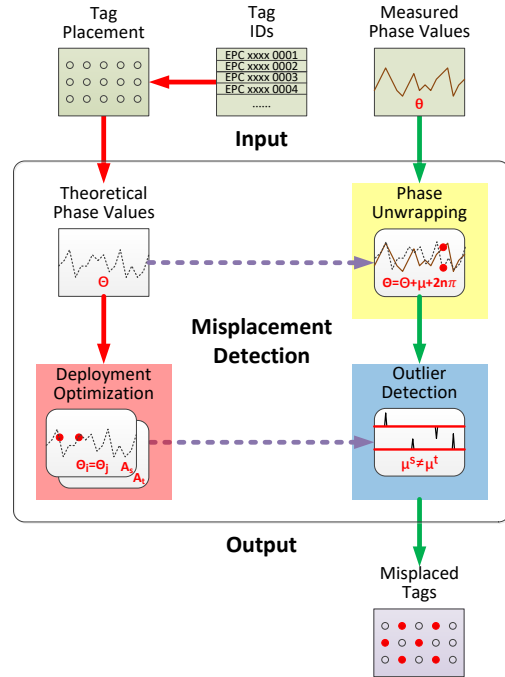 Tag
Placement
Tag
IDs
Measured
Phase Values
EPC xxxx 0001
EPC xxxx 0002
EPC xxxx 0003
EPC xxxx 0004
......
θ
Input
Theoretical
Phase Values
Θ
Phase
Unwrapping
Θ=Θ+μ+2nπ
Misplacement
Detection
Deployment
Optimization
Θi=Θj
As
At
Outlier
Detection
μˢ≠μᵗ
Output
Misplaced
Tags